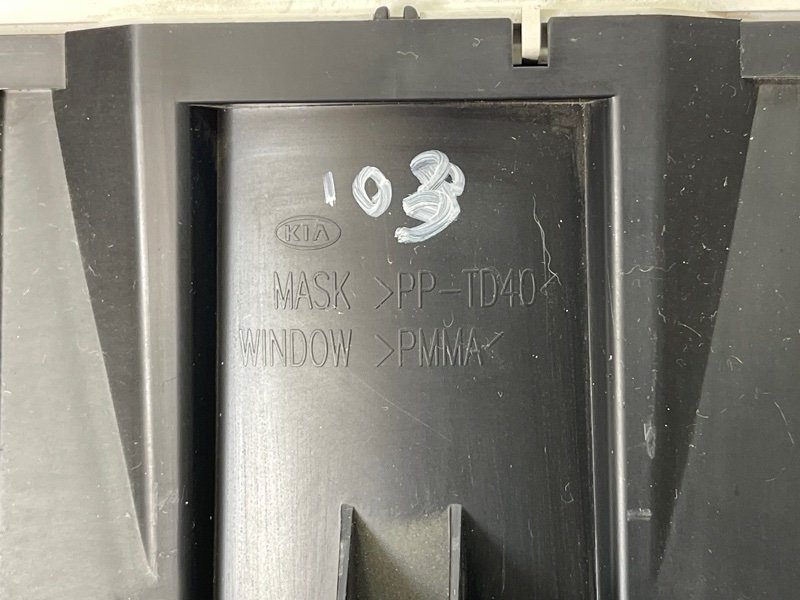 103
KIA
MASK >PP-TD40<
WINDOW >PMMA<